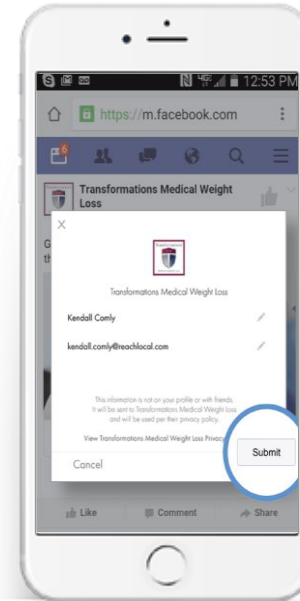 12:53 PM
https://m.facebook.com
6
Transformations Medical Weight
Loss
Transformations Medical Weight Loss
Kendall Comly
kendall.comly@reachlocal.com
This information is not on your profile or with friends.
It will be sent to Transformations Medical Weight Loss
and will be used per their privacy policy.
View Transformations Medical Weight Loss Privacy
Cancel
Submit
Like
Comment
Share